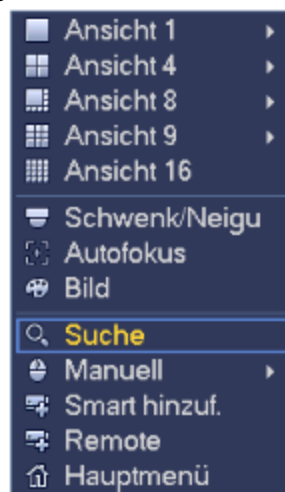 Ansicht 1
Ansicht 4
Ansicht 8
Ansicht 9
Ansicht 16
Schwenk/Neigu
Autofokus
Bild
Suche
Manuell
Smart hinzuf.
Remote
Hauptmenü